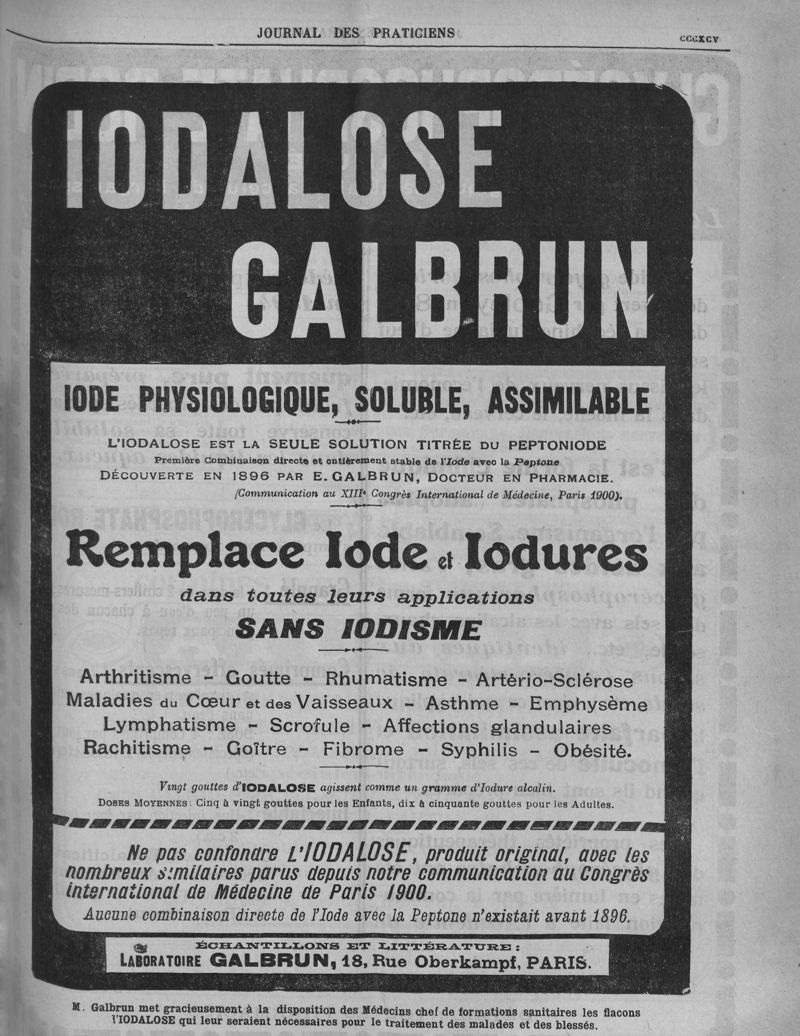 JOURNAL DES PRATICIENS
CCCXCV
IODALOSE
GALBRUN
IODE PHYSIOLOGIQUE, SOLUBLE, ASSIMILABLE
L'IODALOSE EST LA SEULE SOLUTION TITRÉE DU PEPTONIODE
Première Combinaison directe et entièrement stable de l'Iode avec la Peptone
DÉCOUVERTE EN 1896 PAR E. GALBRUN, DOCTEUR EN PHARMACIE.
(Communication au XIIIe Congrès International de Médecine, Paris 1900).
Remplace Iode et Iodures
dans toutes leurs applications
SANS IODISME
Arthritisme – Goutte – Rhumatisme – Artério-Sclérose
Maladies du Cœur et des Vaisseaux – Asthme – Emphysème
Lymphatisme – Scrofule – Affections glandulaires
Rachitisme – Goître – Fibrome – Syphilis – Obésité.
Vingt gouttes d'IODALOSE agissent comme un gramme d'Iodure alcalin.
DOSES MOYENNES : Cinq à vingt gouttes pour les Enfants, dix à cinquante gouttes pour les Adultes.
Ne pas confondre L'IODALOSE, produit original, avec les
nombreux similaires parus depuis notre communication au Congrès
international de Médecine de Paris 1900.
Aucune combinaison directe de l'Iode avec la Peptone n'existait avant 1896.
ÉCHANTILLONS ET LITTÉRATURE :
LABORATOIRE GALBRUN, 18, Rue Oberkampf, PARIS.
M. Galbrun met gracieusement à la disposition des Médecins chef de formations sanitaires les flacons
l'IODALOSE qui leur seraient nécessaires pour le traitement des malades et des blessés.